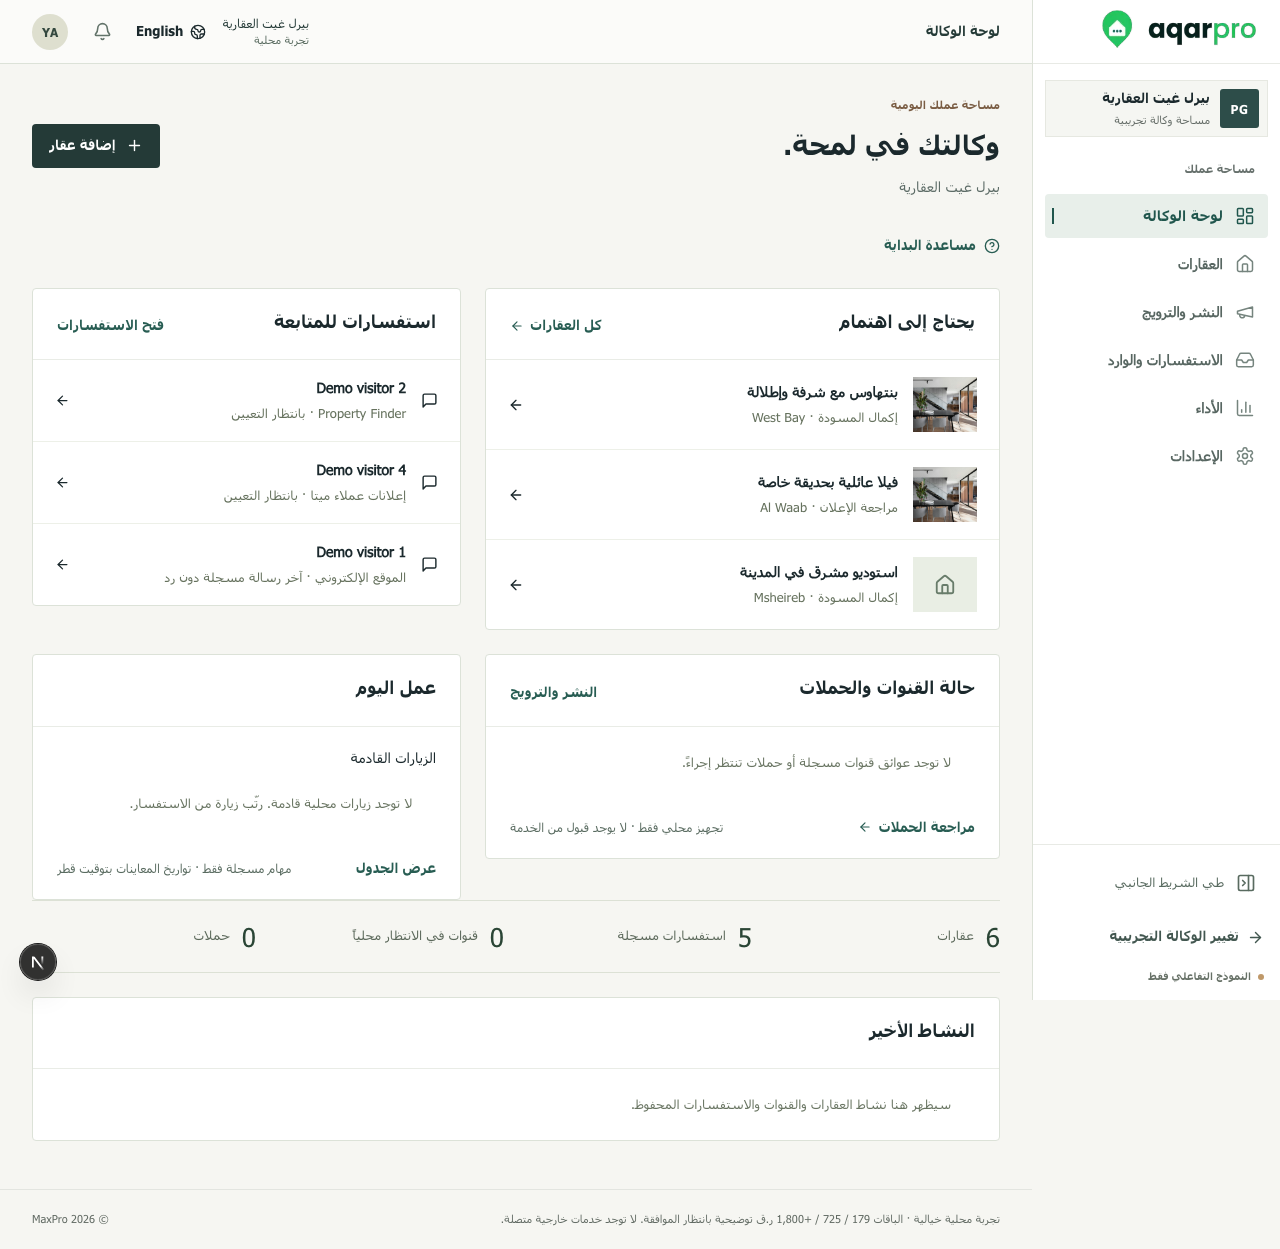 aqarpro
PG
بيرل غيت العقارية
مساحة وكالة تجريبية
مساحة عملك
لوحة الوكالة
العقارات
النشر والترويج
الاستفسارات والوارد
الأداء
الإعدادات
طي الشريط الجانبي
تغيير الوكالة التجريبية
النموذج التفاعلي فقط
لوحة الوكالة
بيرل غيت العقارية
تجربة محلية
English
YA
مساحة عملك اليومية
وكالتك في لمحة.
بيرل غيت العقارية
إضافة عقار
مساعدة البداية
يحتاج إلى اهتمام
كل العقارات
بنتهاوس مع شرفة وإطلالة
إكمال المسودة · West Bay
فيلا عائلية بحديقة خاصة
مراجعة الإعلان · Al Waab
استوديو مشرق في المدينة
إكمال المسودة · Msheireb
استفسارات للمتابعة
فتح الاستفسارات
Demo visitor 2
Property Finder · بانتظار التعيين
Demo visitor 4
إعلانات عملاء ميتا · بانتظار التعيين
Demo visitor 1
الموقع الإلكتروني · آخر رسالة مسجلة دون رد
حالة القنوات والحملات
النشر والترويج
لا توجد عوائق قنوات مسجلة أو حملات تنتظر إجراءً.
مراجعة الحملات
تجهيز محلي فقط · لا يوجد قبول من الخدمة
عمل اليوم
الزيارات القادمة
لا توجد زيارات محلية قادمة. رتّب زيارة من الاستفسار.
عرض الجدول
مهام مسجلة فقط · تواريخ المعاينات بتوقيت قطر
6 عقارات
5 استفسارات مسجلة
0 قنوات في الانتظار محلياً
0 حملات
النشاط الأخير
سيظهر هنا نشاط العقارات والقنوات والاستفسارات المحفوظ.
تجربة محلية خيالية · الباقات 179 / 725 / +1,800 ر.ق توضيحية بانتظار الموافقة. لا توجد خدمات خارجية متصلة.
© 2026 MaxPro
N